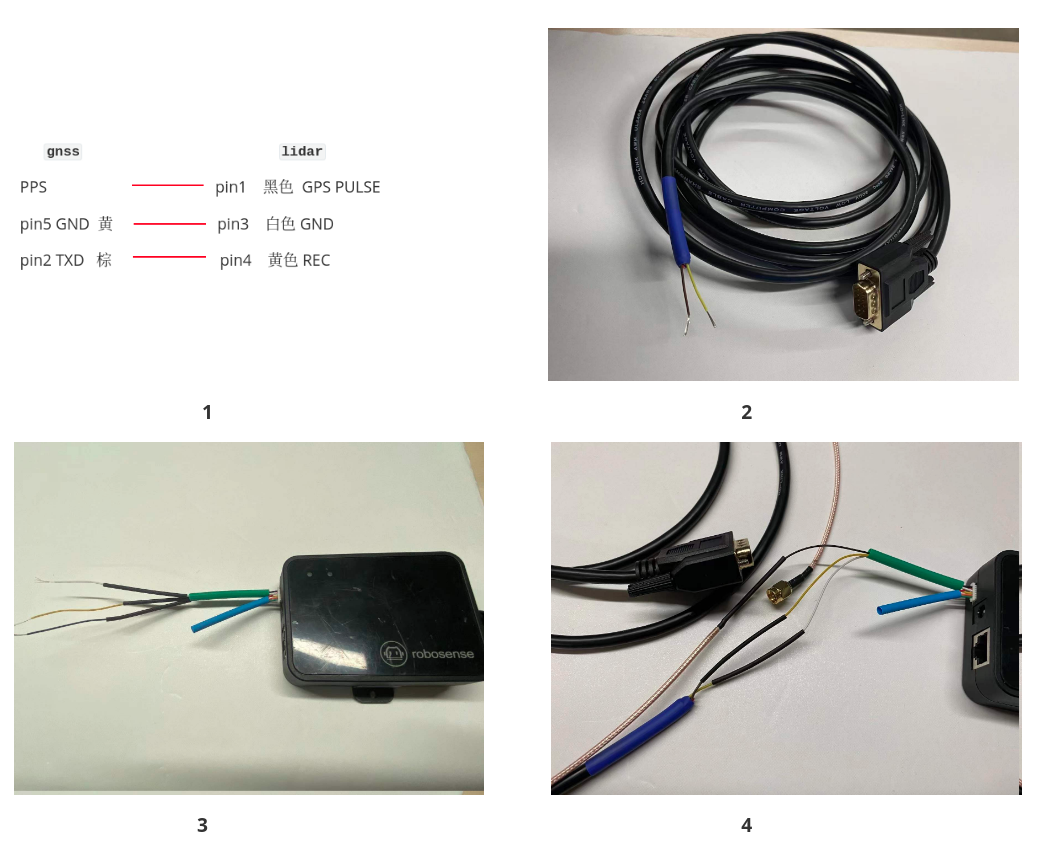 gnss lidar
PPS pin1 黑色 GPS PULSE
pin5 GND 黄 pin3 白色 GND
pin2 TXD 棕 pin4 黄色 REC
1 2
robosense
3 4